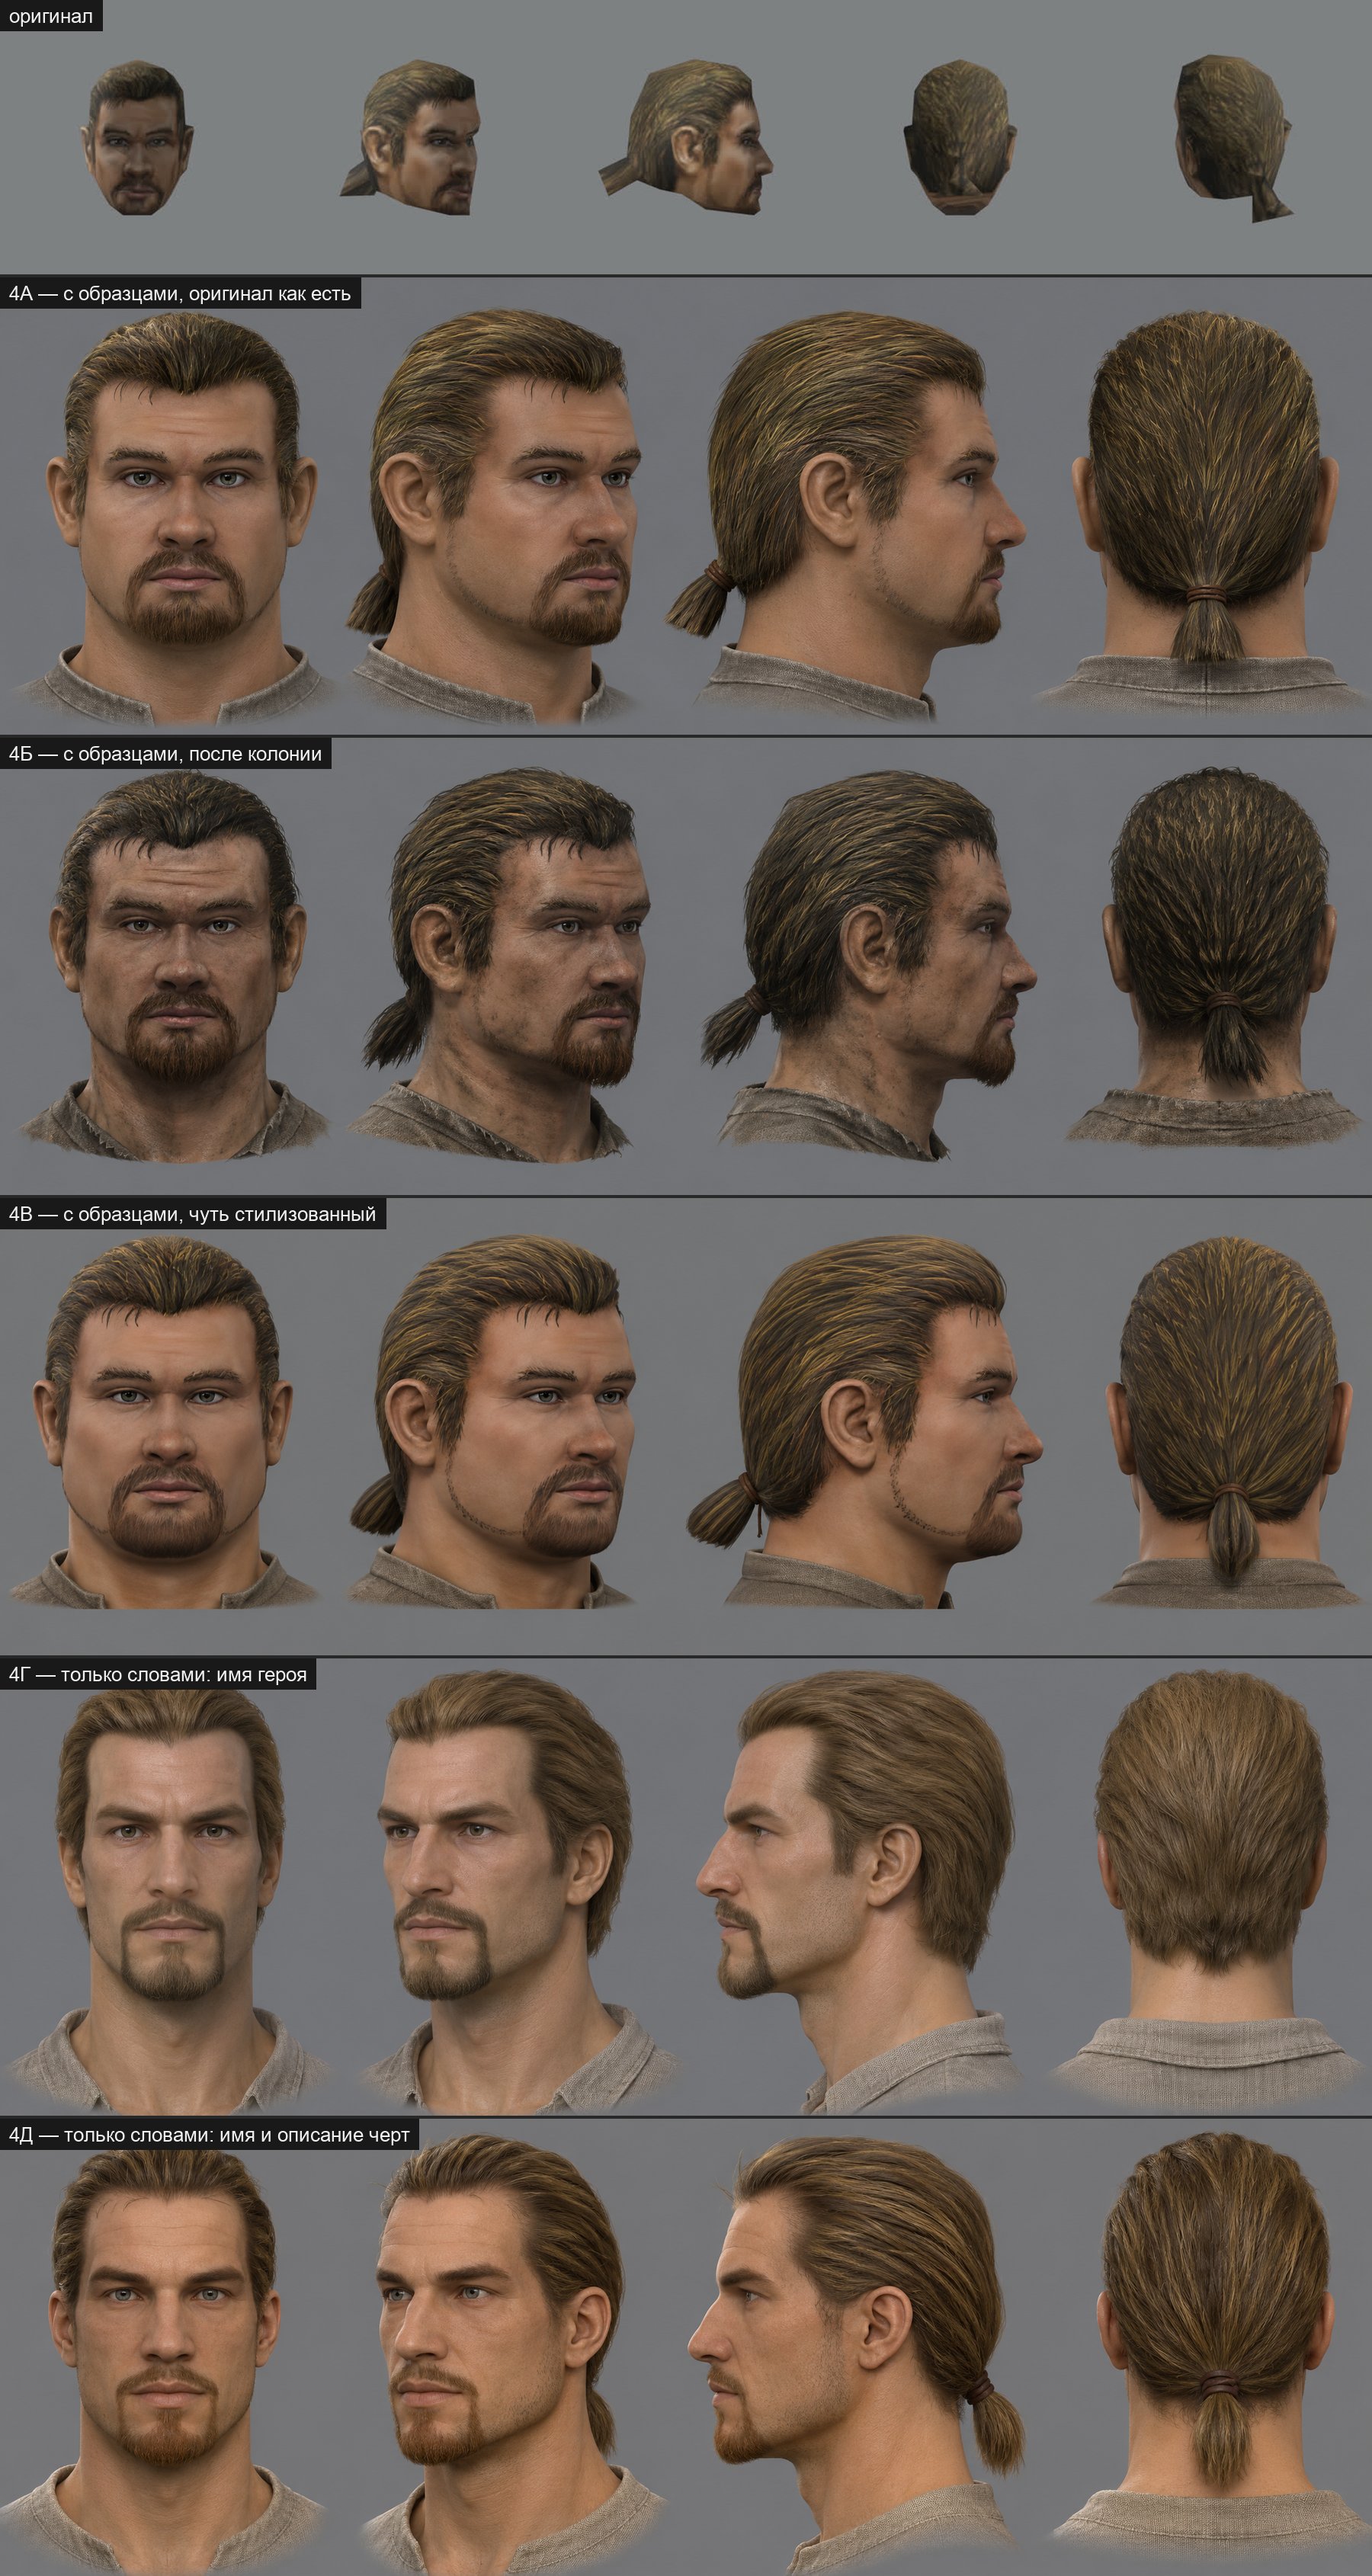 оригинал
4А — с образцами, оригинал как есть
4Б — с образцами, после колонии
4В — с образцами, чуть стилизованный
4Г — только словами: имя героя
4Д — только словами: имя и описание черт